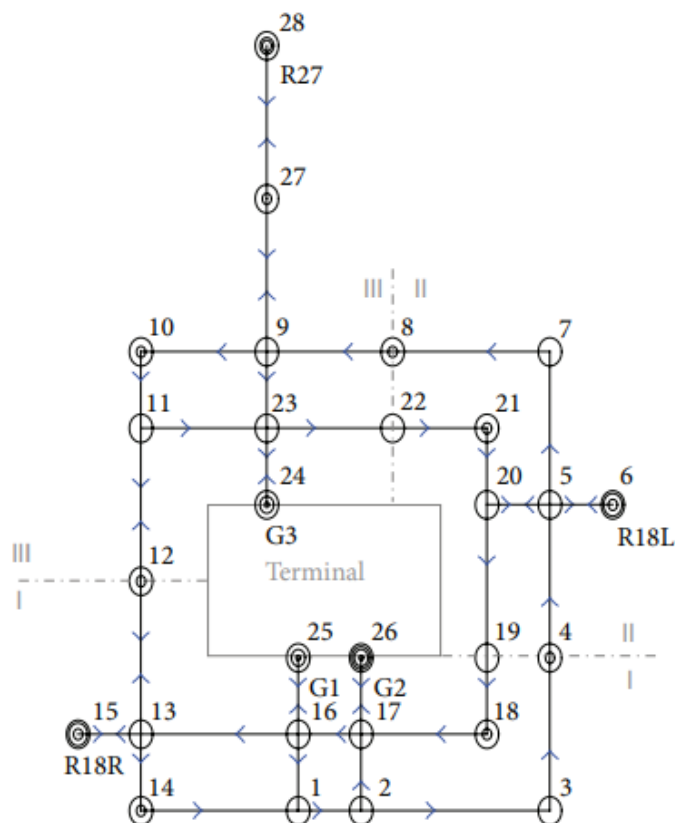 28
R27
27
III II
10 9 8 7
11 23 22 21
24 20 5 6
G3 R18L
III 12 Terminal
I
25 26 19 4 II
G1 G2 I
15 13 16 17 18
R18R
14 1 2 3